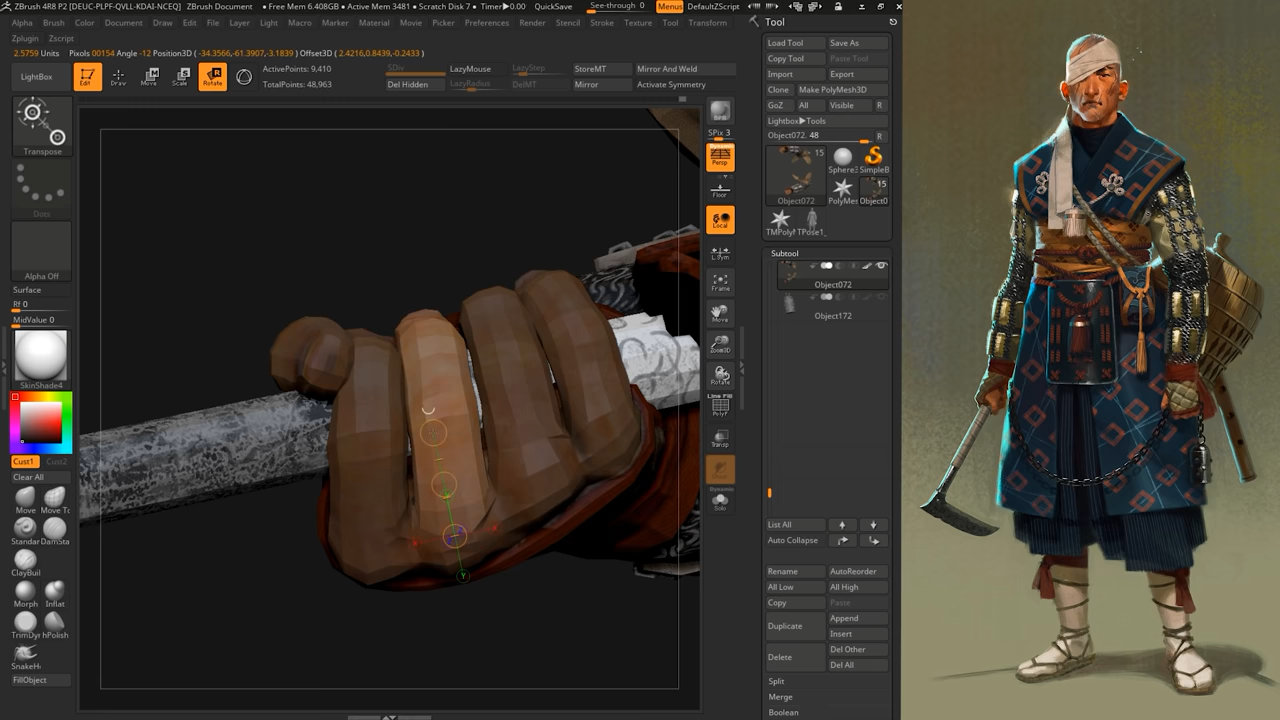 ZBrush 4R8 P2 [DEUC-PLPF-QVLL-KDAI-NCEQ] ZBrush Document • Free Mem 6.408GB • Active Mem 3481 • Scratch Disk 7 • Timer▶0.00 QuickSave See-through 0 Menus DefaultZScript
Alpha Brush Color Document Draw Edit File Layer Light Macro Marker Material Movie Picker Preferences Render Stencil Stroke Texture Tool Transform
Zplugin Zscript
2.5759 Units Pixols 00154 Angle -12 Position3D ( -34.3566,-61.3907,-3.1839 ) Offset3D ( 2.4216,0.8439,-0.2433 )
LightBox
Edit
Draw
Move
Scale
Rotate
ActivePoints: 9,410
TotalPoints: 48,963
SDiv
Del Hidden
LazyMouse
LazyRadius
LazyStep
StoreMT
DelMT
Mirror And Weld
Mirror
Activate Symmetry
Transpose
Dots
Alpha Off
Surface
Rf 0
MidValue 0
SkinShade4
Cust1 Cust2
Clear All
Move Move To
Standar DamSta
ClayBuil
Morph Inflat
TrimDyn hPolish
SnakeH
FillObject
BPR
SPix 3
Dynamic
Persp
Floor
Local
L.Sym
Frame
Move
Zoom3D
Rotate
Line Fill
PolyF
Transp
Dynamic
Solo
Y
Tool
Load Tool Save As
Copy Tool Paste Tool
Import Export
Clone Make PolyMesh3D
GoZ All Visible R
Lightbox▶Tools
Object072. 48 R
15
Object072
Sphere3 SimpleB
15
PolyMes Object0
TMPolyM TPose1_
Subtool
Object072
Object172
List All
Auto Collapse
Rename AutoReorder
All Low All High
Copy Paste
Duplicate
Append
Insert
Delete
Del Other
Del All
Split
Merge
Boolean